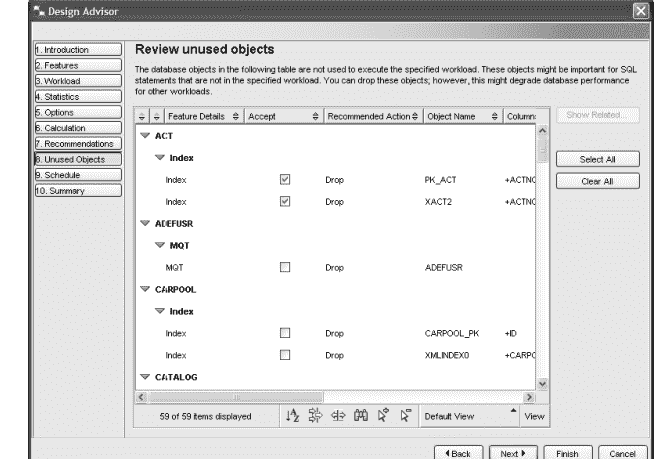 Design Advisor
1. Introduction
2. Features
3. Workload
4. Statistics
5. Options
6. Calculation
7. Recommendations
8. Unused Objects
9. Schedule
10. Summary
Review unused objects
The database objects in the following table are not used to execute the specified workload. These objects might be important for SQL
statements that are not in the specified workload. You can drop these objects; however, this might degrade database performance
for other workloads.
Feature Details Accept Recommended Action Object Name Column
ACT
Index
Index Drop PK_ACT +ACTNO
Index Drop XACT2 +ACTNO
ADEFUSR
MQT
MQT Drop ADEFUSR
CARPOOL
Index
Index Drop CARPOOL_PK +ID
Index Drop XMLINDEX0 +CARPO
CATALOG
59 of 59 items displayed Default View View
Show Related...
Select All
Clear All
Back Next Finish Cancel